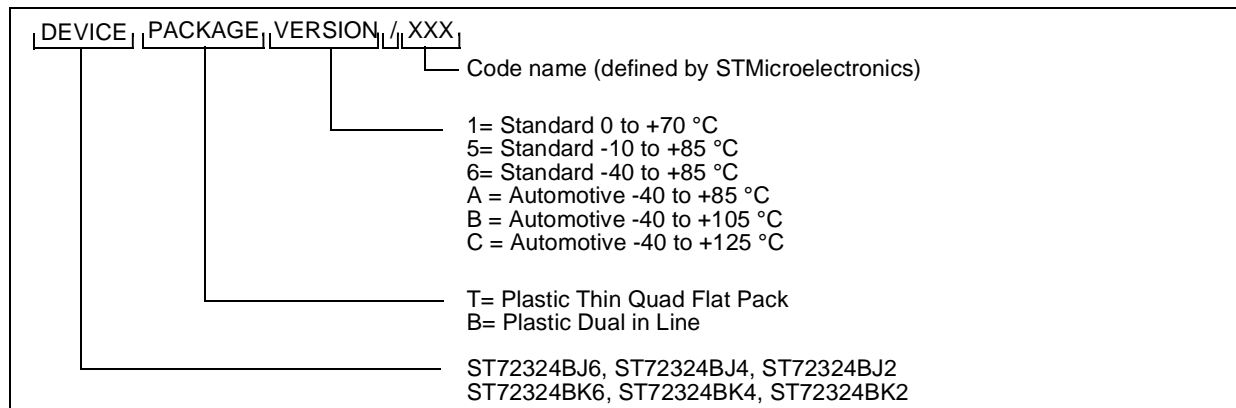 DEVICE PACKAGE VERSION / XXX
Code name (defined by STMicroelectronics)
1= Standard 0 to +70 °C
5= Standard -10 to +85 °C
6= Standard -40 to +85 °C
A = Automotive -40 to +85 °C
B = Automotive -40 to +105 °C
C = Automotive -40 to +125 °C
T= Plastic Thin Quad Flat Pack
B= Plastic Dual in Line
ST72324BJ6, ST72324BJ4, ST72324BJ2
ST72324BK6, ST72324BK4, ST72324BK2